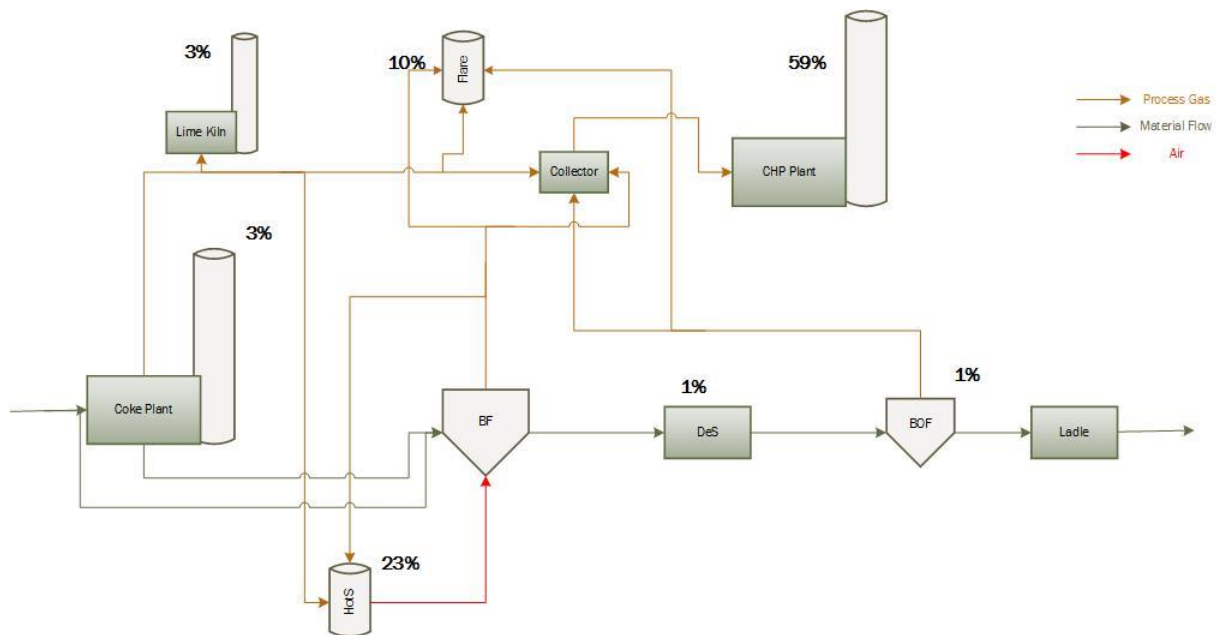 3%
Lime Kiln
10%
Flare
59%
CHP Plant
Process Gas
Material Flow
Air
Collector
3%
Coke Plant
BF
1%
DeS
1%
BOF
Ladle
23%
HotS